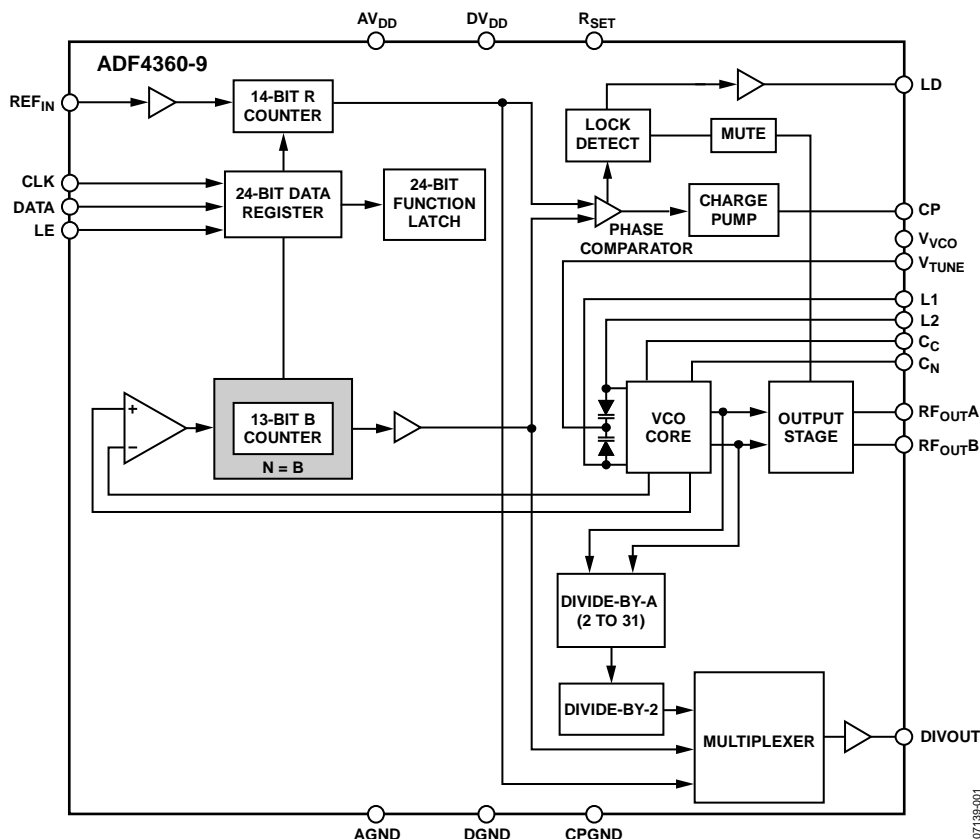 AVDD DVDD RSET
ADF4360-9
REFIN
14-BIT R
COUNTER
LD
LOCK
DETECT
MUTE
CLK
DATA
LE
24-BIT DATA
REGISTER
24-BIT
FUNCTION
LATCH
CHARGE
PUMP
CP
PHASE
COMPARATOR
VVCO
VTUNE
L1
L2
CC
CN
+
−
13-BIT B
COUNTER
N = B
VCO
CORE
OUTPUT
STAGE
RFOUTA
RFOUTB
DIVIDE-BY-A
(2 TO 31)
DIVIDE-BY-2
MULTIPLEXER
DIVOUT
AGND DGND CPGND
07139-001